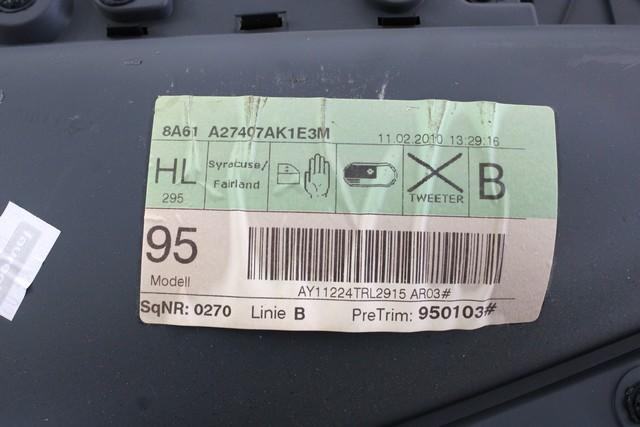 8A61 A27407AK1E3M
11.02.2010 13:29:16
HL
295
Syracuse/
Fairland
TWEETER
B
95
Modell
AY11224TRL2915 AR03#
SqNR: 0270 Linie B PreTrim: 950103#